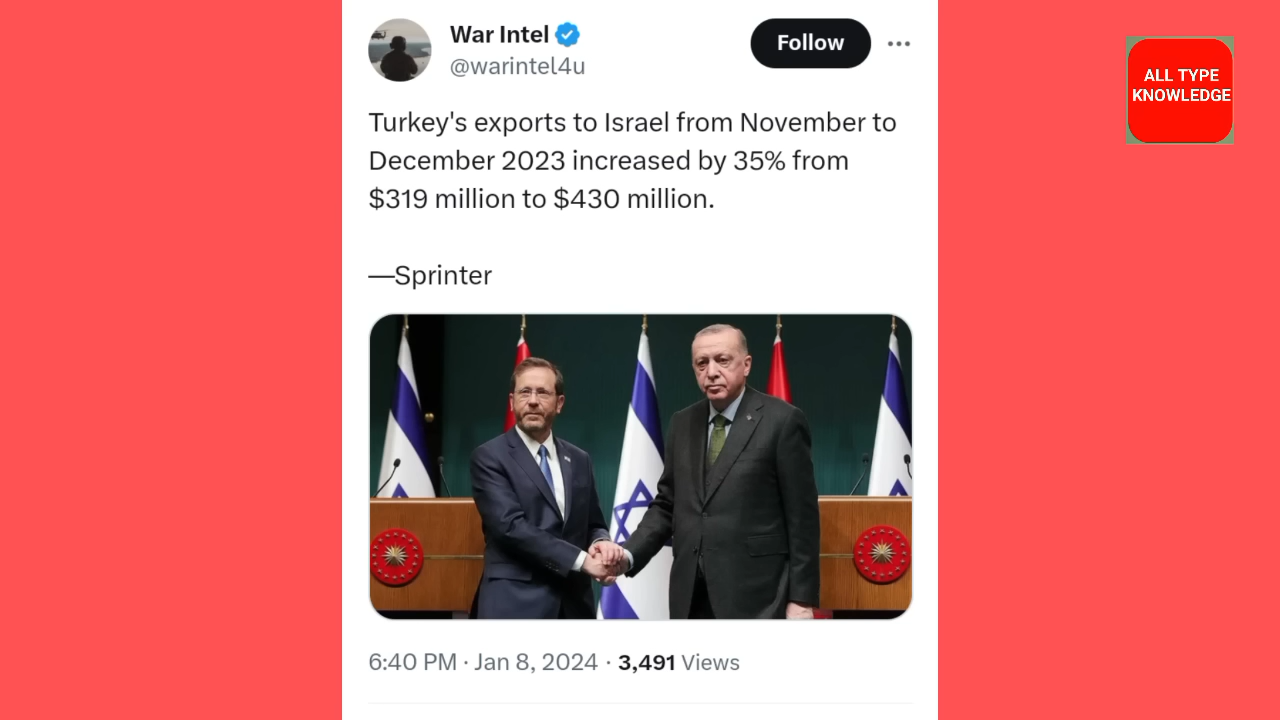 War Intel
@warintel4u
Follow
ALL TYPE
KNOWLEDGE
Turkey's exports to Israel from November to
December 2023 increased by 35% from
$319 million to $430 million.
—Sprinter
6:40 PM · Jan 8, 2024 · 3,491 Views